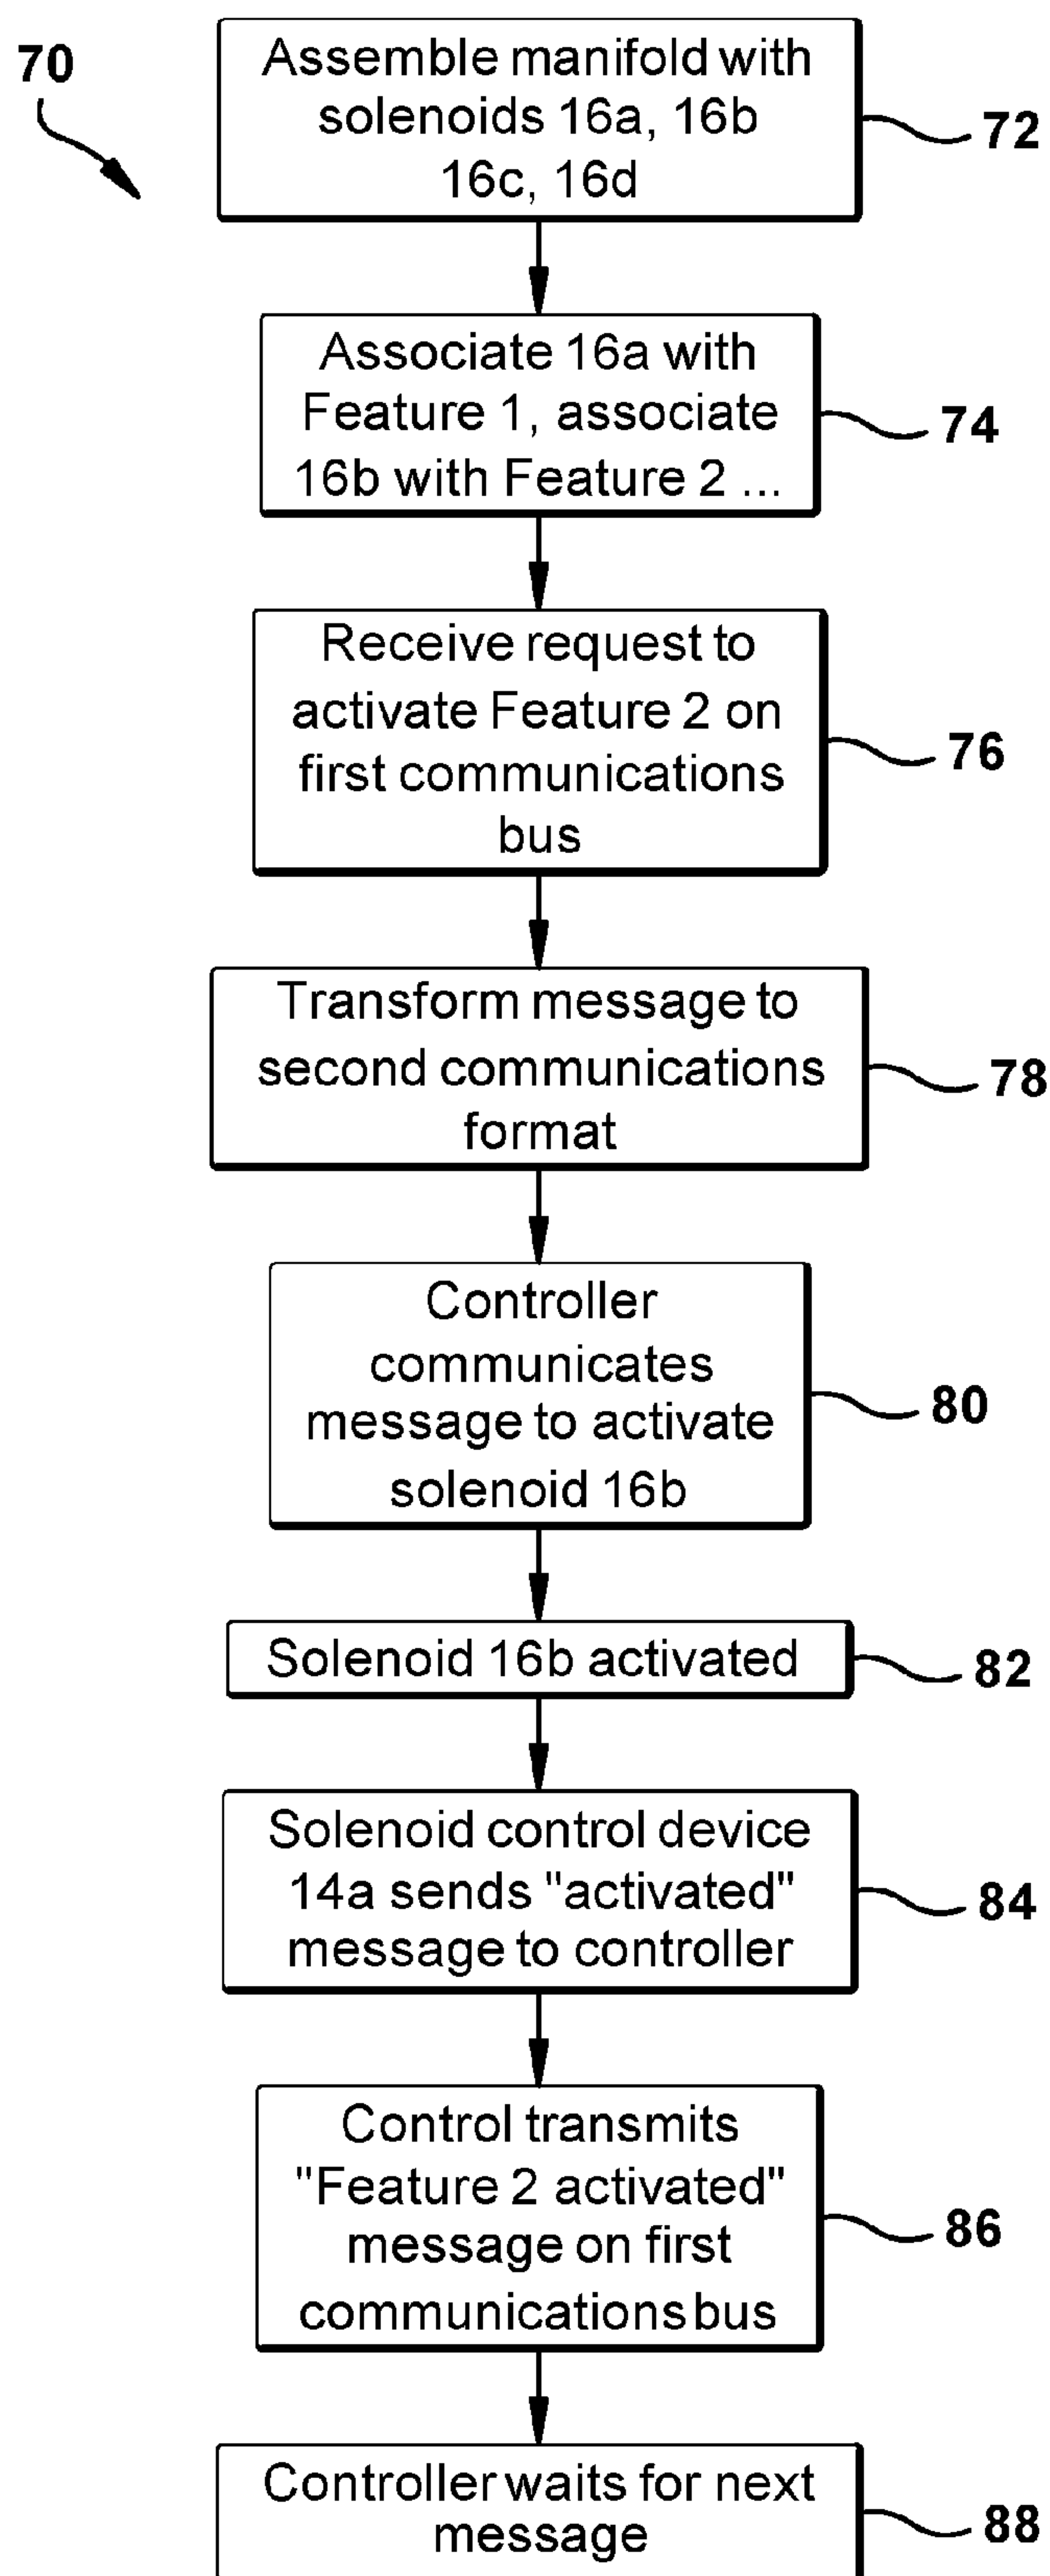 70
Assemble manifold with
solenoids 16a, 16b
16c, 16d
72
Associate 16a with
Feature 1, associate
16b with Feature 2 ...
74
Receive request to
activate Feature 2 on
first communications
bus
76
Transform message to
second communications
format
78
Controller
communicates
message to activate
solenoid 16b
80
Solenoid 16b activated
82
Solenoid control device
14a sends "activated"
message to controller
84
Control transmits
"Feature 2 activated"
message on first
communications bus
86
Controller waits for next
message
88